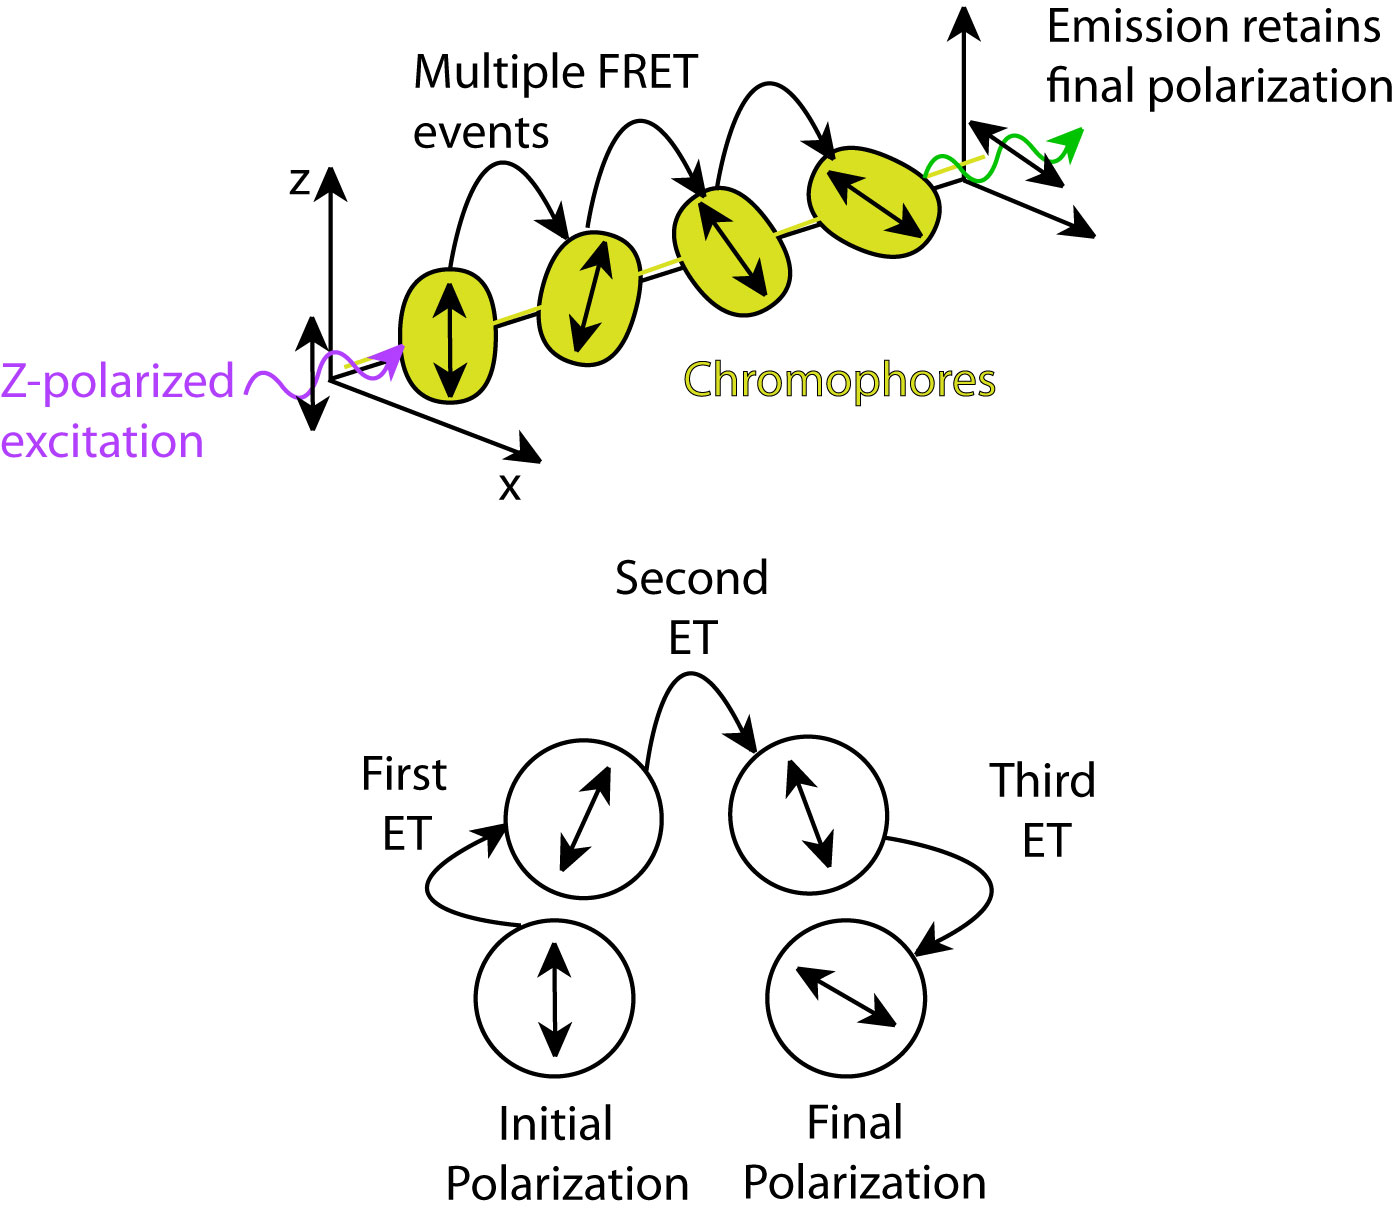 Emission retains
final polarization
Multiple FRET
events
z
Z-polarized
excitation
Chromophores
x
Second
ET
First
ET
Third
ET
Initial
Polarization
Final
Polarization